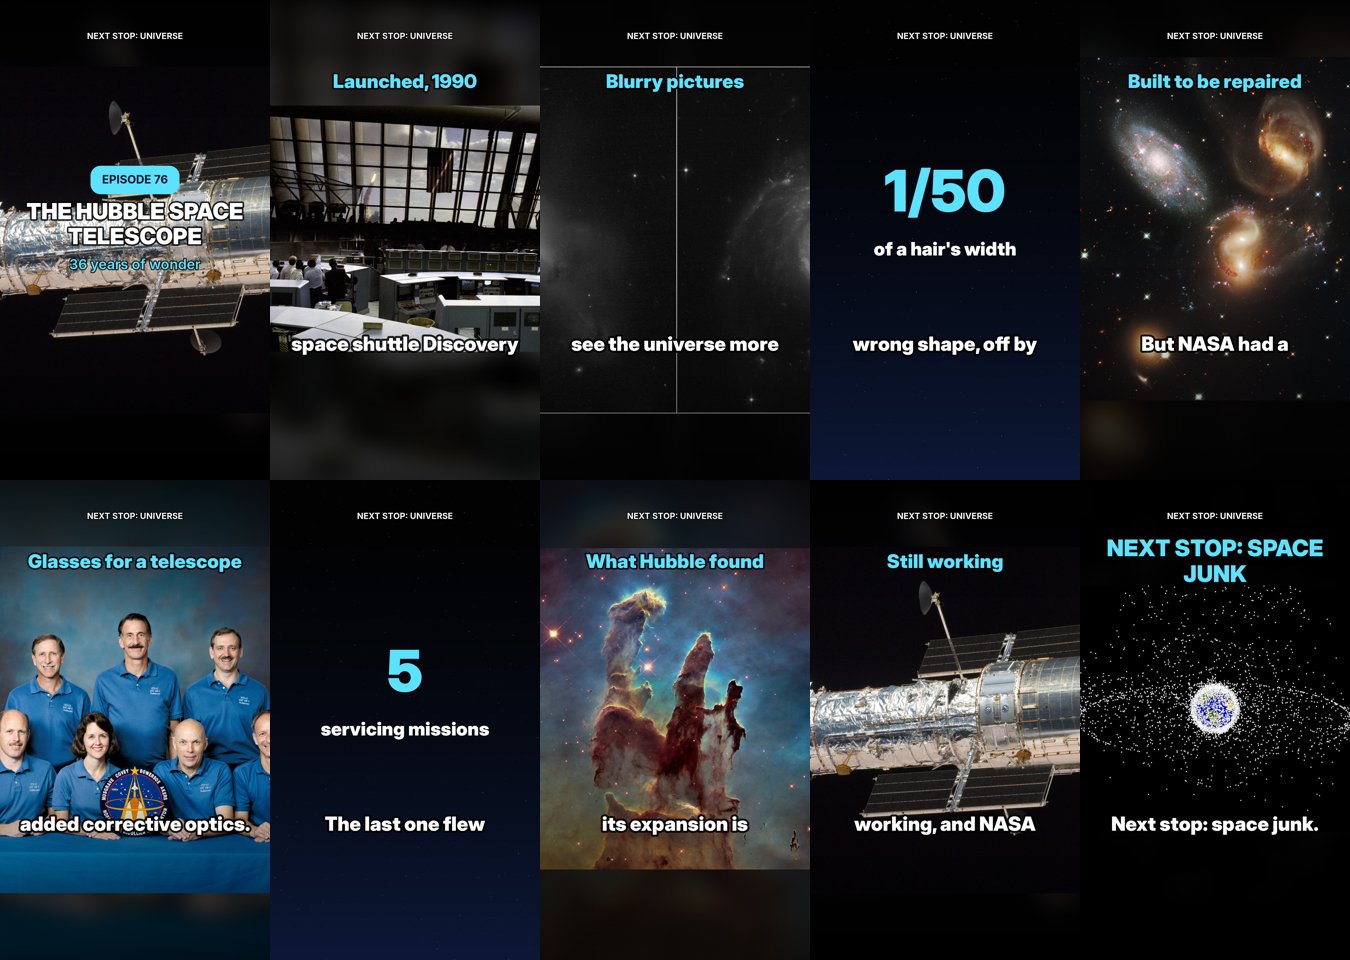 NEXT STOP: UNIVERSE
EPISODE 76
THE HUBBLE SPACE
TELESCOPE
36 years of wonder
NEXT STOP: UNIVERSE
Launched, 1990
space shuttle Discovery
NEXT STOP: UNIVERSE
Blurry pictures
see the universe more
NEXT STOP: UNIVERSE
1/50
of a hair's width
wrong shape, off by
NEXT STOP: UNIVERSE
Built to be repaired
But NASA had a
NEXT STOP: UNIVERSE
Glasses for a telescope
added corrective optics.
NEXT STOP: UNIVERSE
5
servicing missions
The last one flew
NEXT STOP: UNIVERSE
What Hubble found
its expansion is
NEXT STOP: UNIVERSE
Still working
working, and NASA
NEXT STOP: UNIVERSE
NEXT STOP: SPACE
JUNK
Next stop: space junk.